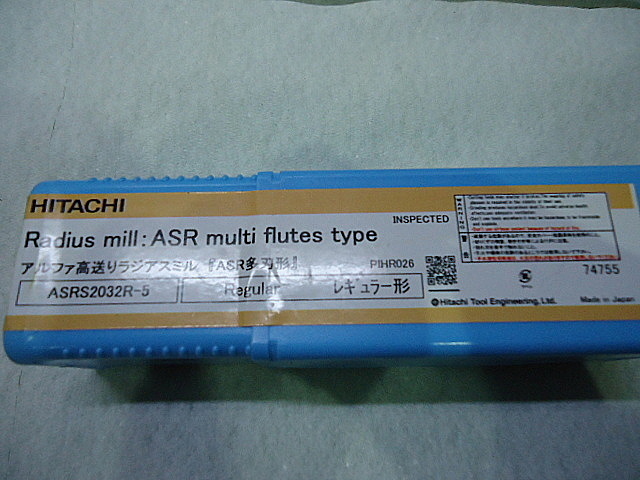 HITACHI
INSPECTED
Radius mill: ASR multi flutes type
アルファ高送りラジアスミル『ASR多刃形』 PIHR026
ASRS2032R-5 Regular レギュラー形
WARNING
74755
©Hitachi Tool Engineering, Ltd. Made in Japan